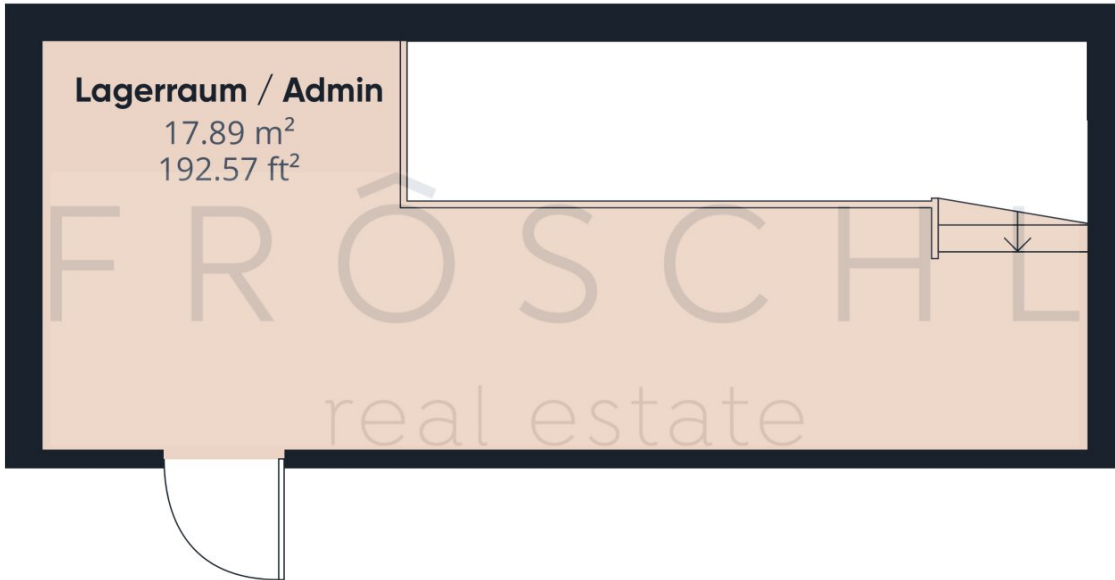 Lagerraum / Admin
17.89 m²
192.57 ft²
FRÔSCHL
real estate